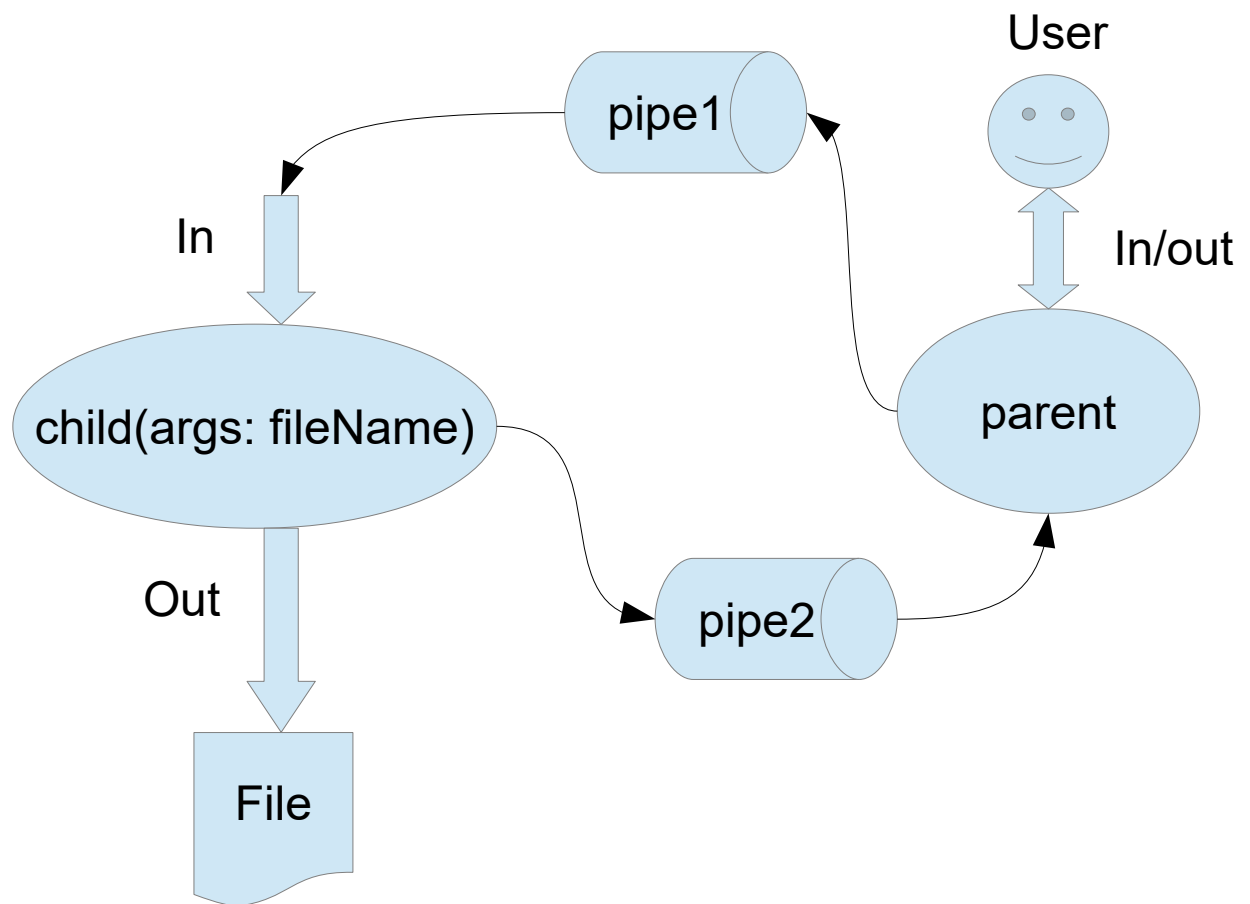 User
pipe1
In
In/out
child(args: fileName)
parent
Out
pipe2
File